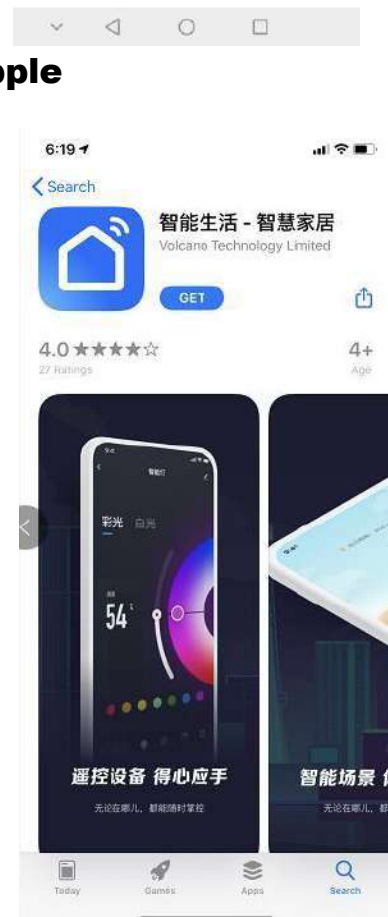 6:19
Search
智能生活 - 智慧家居
Volcano Technology Limited
GET
4.0
4+
27 Ratings
Age
智能灯
彩光 白光
54
遥控设备 得心应手
智能场景
无论在哪儿，都能随时掌控
无论在哪儿，
Today
Games
Apps
Search